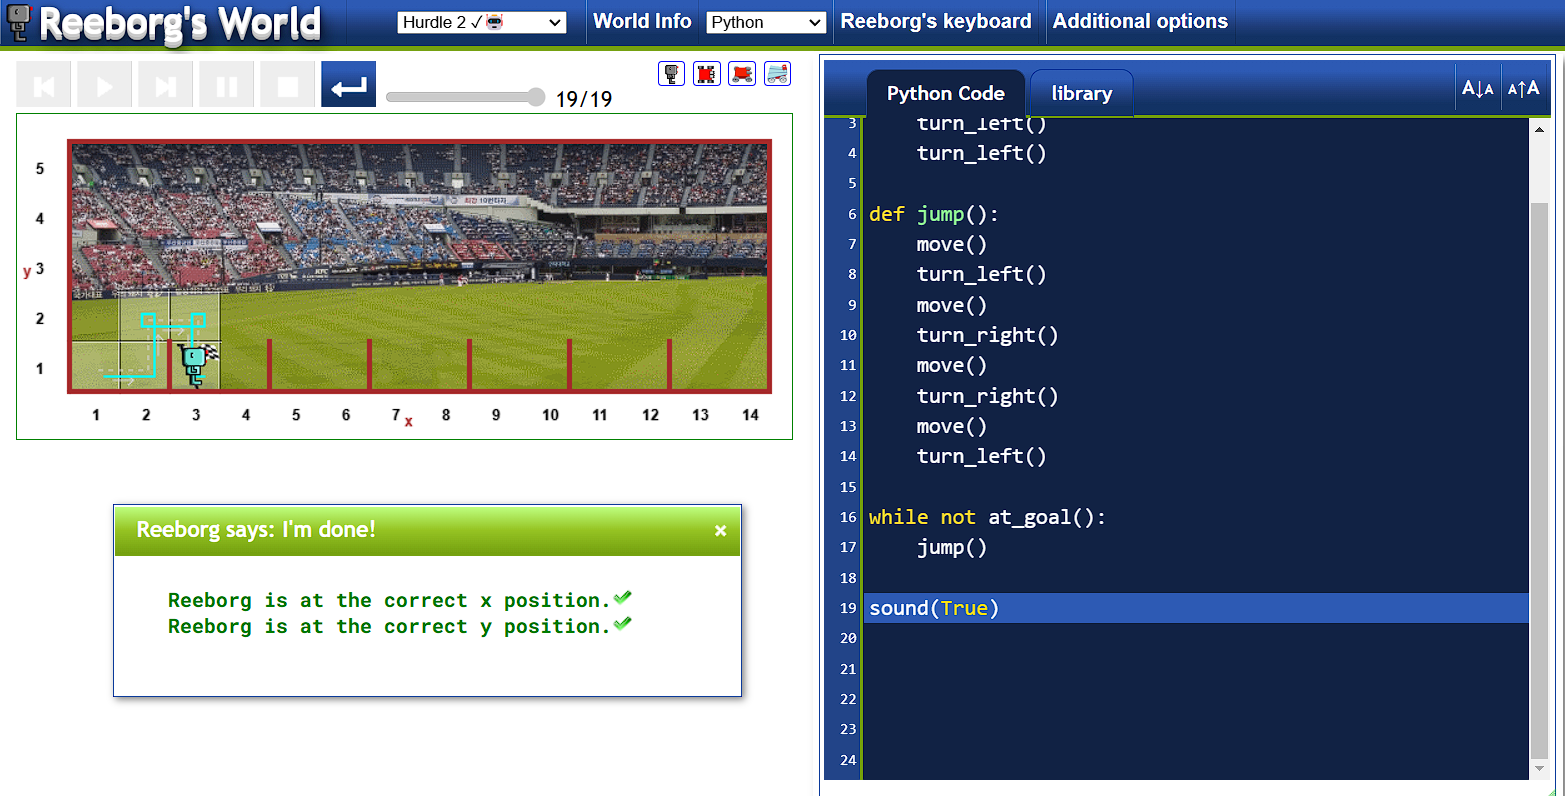 Reeborg's World
Hurdle 2 ✓
World Info
Python
Reeborg's keyboard
Additional options
19/19
Python Code
library
A↓A
A↑A
5
4
y 3
2
1
1 2 3 4 5 6 7 8 9 10 11 12 13 14
x
3 turn_left()
4 turn_left()
5
6 def jump():
7 move()
8 turn_left()
9 move()
10 turn_right()
11 move()
12 turn_right()
13 move()
14 turn_left()
15
16 while not at_goal():
17 jump()
18
19 sound(True)
20
21
22
23
24
Reeborg says: I'm done!
×
Reeborg is at the correct x position.
Reeborg is at the correct y position.